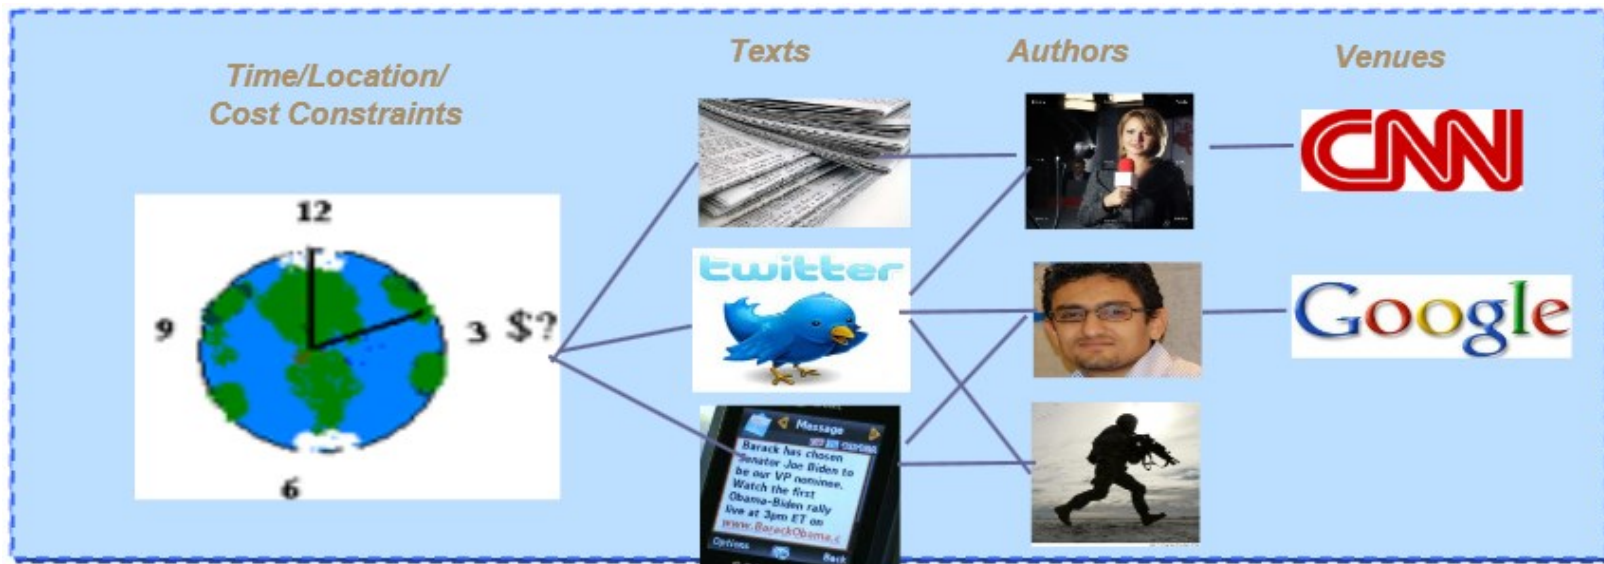 Time/Location/
Cost Constraints
Texts
Authors
Venues
12
9
3
$?
6
twitter
Message
Barack has chosen
Senator Joe Biden to
be our VP nominee.
Watch the first
Obama-Biden rally
live at 3pm ET on
www.BarackObama.c
Options
Back
CNN
Google